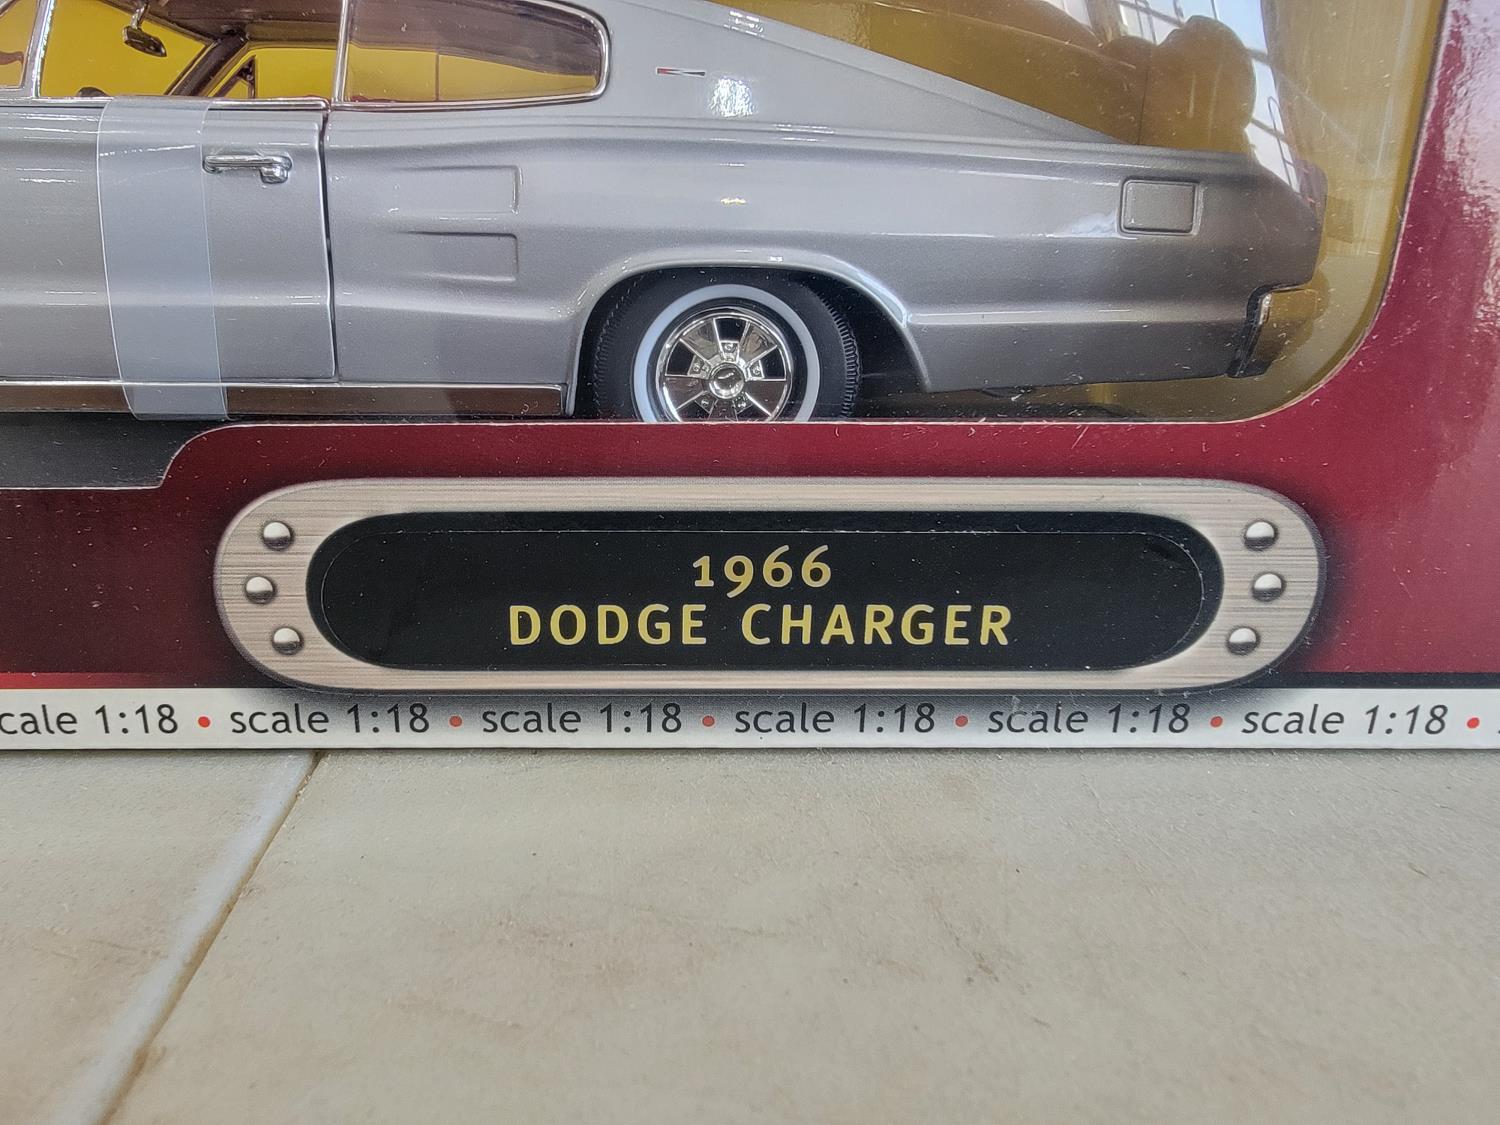 1966
DODGE CHARGER
cale 1:18 • scale 1:18 • scale 1:18 • scale 1:18 • scale 1:18 • scale 1:18 •